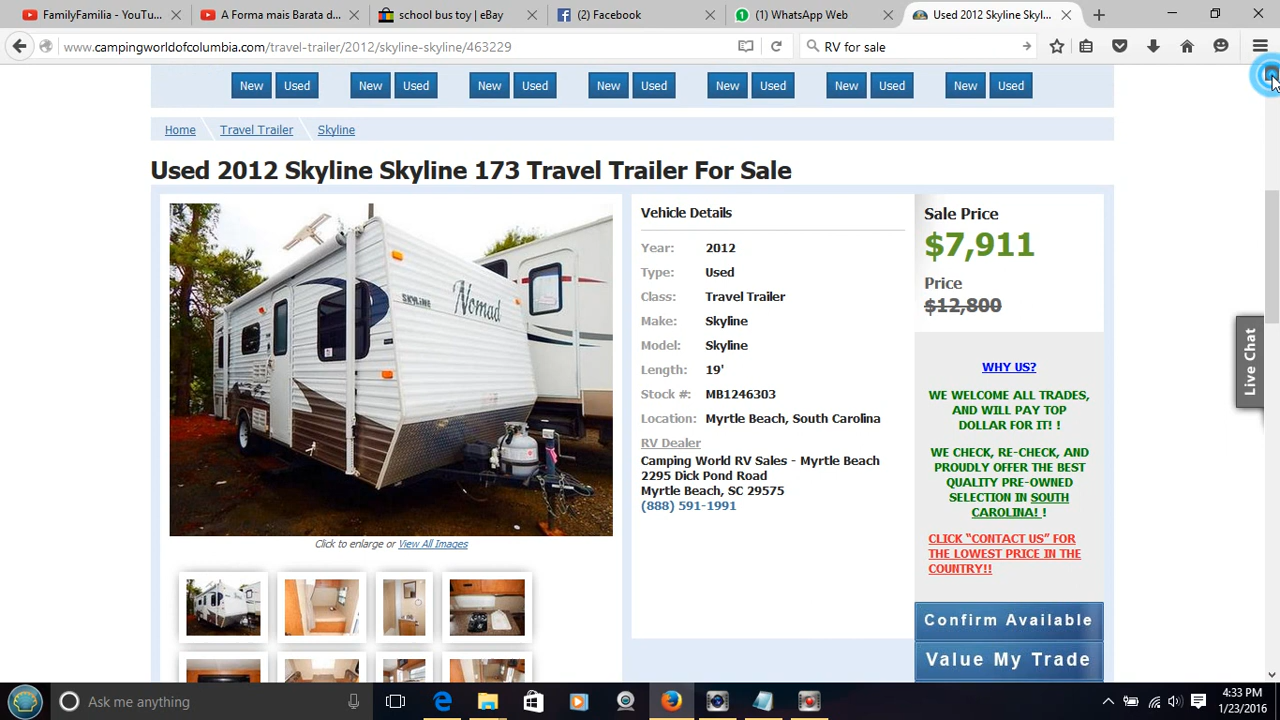 FamilyFamilia - YouTu...
A Forma mais Barata d...
school bus toy | eBay
(2) Facebook
(1) WhatsApp Web
Used 2012 Skyline Skyl...
www.campingworldofcolumbia.com/travel-trailer/2012/skyline-skyline/463229
RV for sale
New Used New Used New Used New Used New Used New Used New Used
Home Travel Trailer Skyline
Used 2012 Skyline Skyline 173 Travel Trailer For Sale
SKYLINE
Nomad
Click to enlarge or View All Images
Vehicle Details
Year: 2012
Type: Used
Class: Travel Trailer
Make: Skyline
Model: Skyline
Length: 19'
Stock #: MB1246303
Location: Myrtle Beach, South Carolina
RV Dealer
Camping World RV Sales - Myrtle Beach
2295 Dick Pond Road
Myrtle Beach, SC 29575
(888) 591-1991
Sale Price
$7,911
Price
$12,800
WHY US?
WE WELCOME ALL TRADES,
AND WILL PAY TOP
DOLLAR FOR IT! !
WE CHECK, RE-CHECK, AND
PROUDLY OFFER THE BEST
QUALITY PRE-OWNED
SELECTION IN SOUTH
CAROLINA! !
CLICK “CONTACT US” FOR
THE LOWEST PRICE IN THE
COUNTRY!!
Confirm Available
Value My Trade
Live Chat
Ask me anything
4:33 PM
1/23/2016